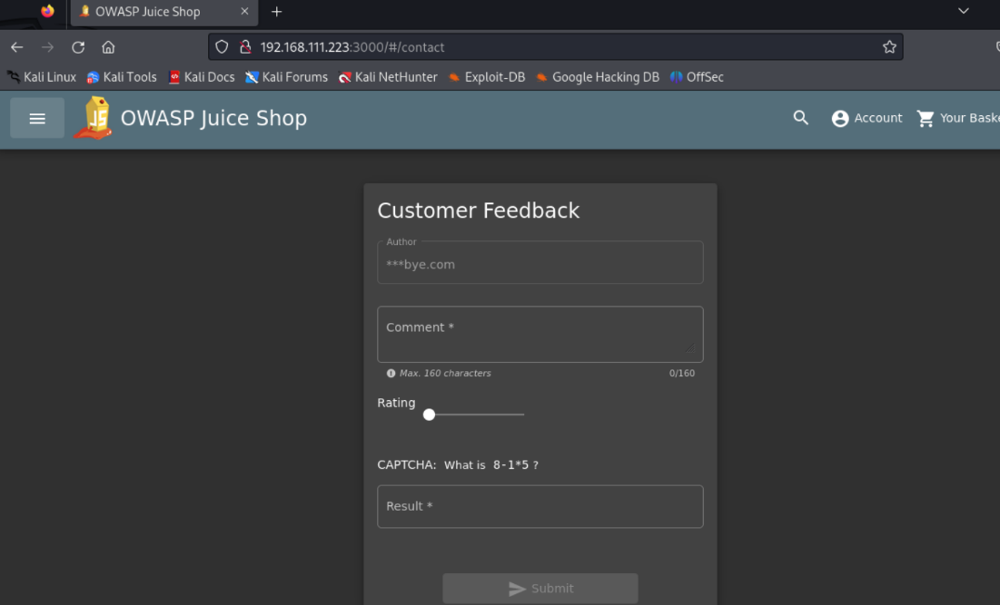 OWASP Juice Shop
192.168.111.223:3000/#/contact
Kali Linux Kali Tools Kali Docs Kali Forums Kali NetHunter Exploit-DB Google Hacking DB OffSec
JS OWASP Juice Shop Account Your Baske
Customer Feedback
Author
***bye.com
Comment *
Max. 160 characters 0/160
Rating
CAPTCHA: What is 8-1*5 ?
Result *
Submit